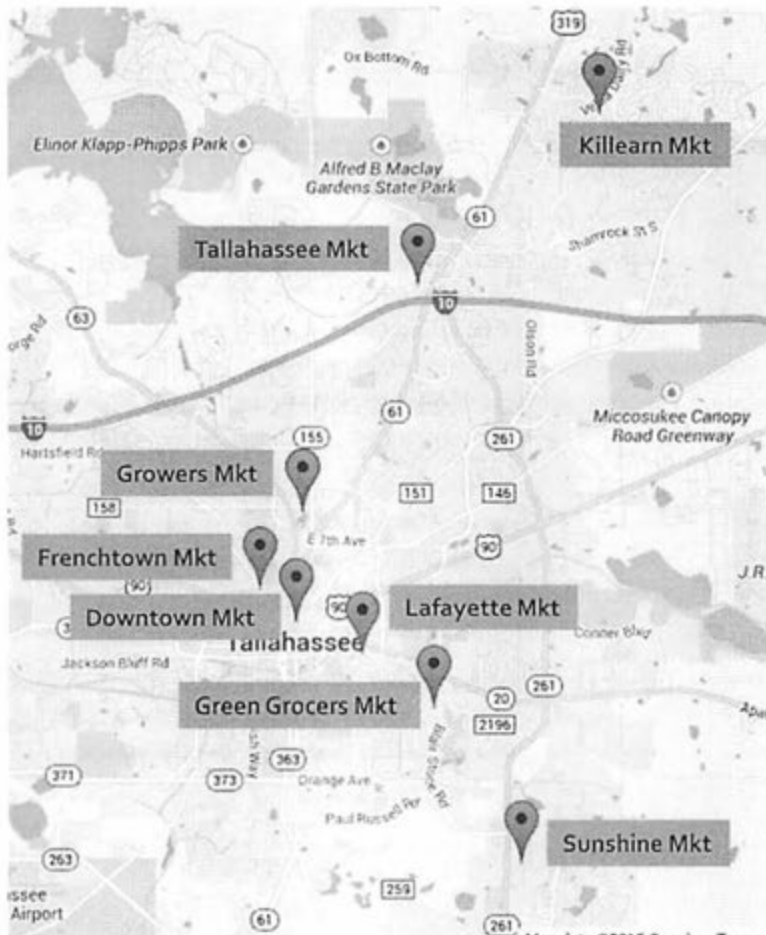 319
Ox Bottom Rd
Killearn Mkt
Elinor Klapp-Phipps Park
Alfred B Maclay
Gardens State Park
61
Shamrock St S
Tallahassee Mkt
10
63
Olson Rd
61
Miccosukee Canopy
Road Greenway
10
155
261
Hartsfield Rd
Growers Mkt
158
151
146
E 7th Ave
90
Frenchtown Mkt
90
J.R.
Downtown Mkt
90
Lafayette Mkt
Tallahassee
Jackson Bluff Rd
Green Grocers Mkt
20
261
2196
363
371
373
Orange Ave
Blair Stone Rd
Paul Russell Rd
Sunshine Mkt
263
259
Airport
61
261